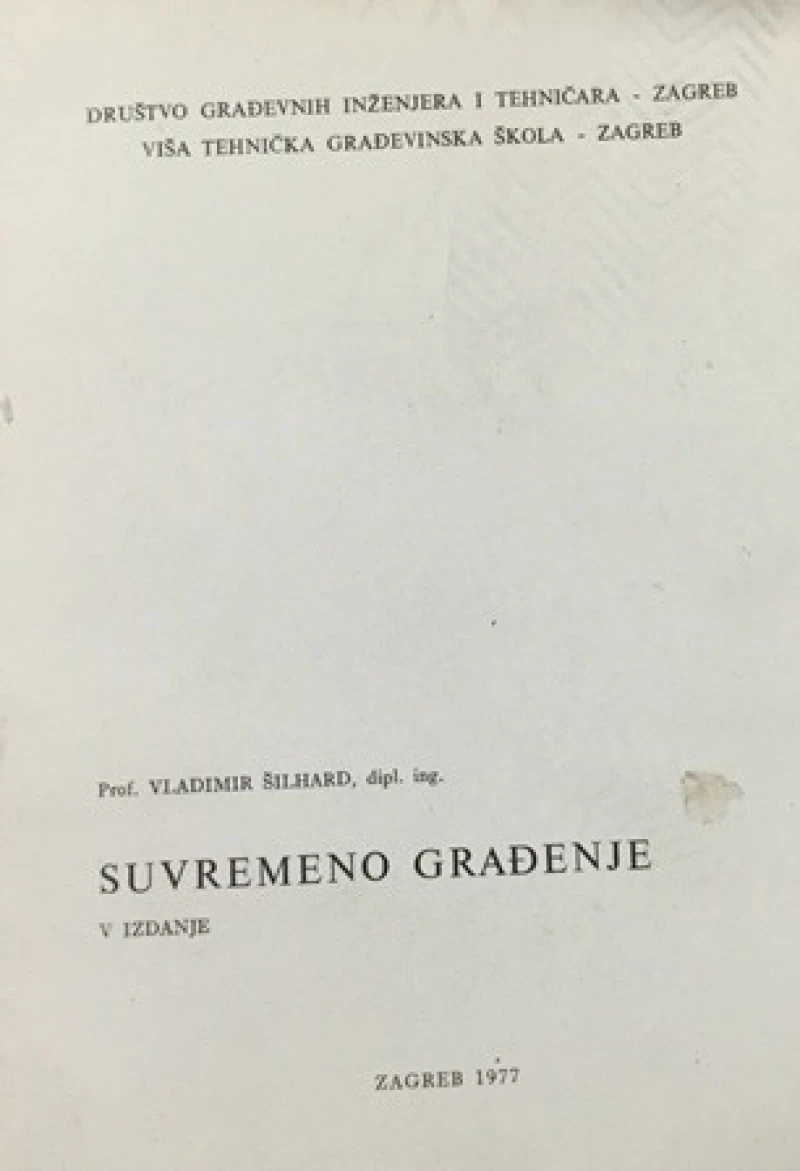 DRUŠTVO GRAĐEVNIH INŽENJERA I TEHNIČARA - ZAGREB
VIŠA TEHNIČKA GRAĐEVINSKA ŠKOLA - ZAGREB
Prof. VLADIMIR ŠILHARD, dipl. ing.
SUVREMENO GRAĐENJE
V IZDANJE
ZAGREB 1977